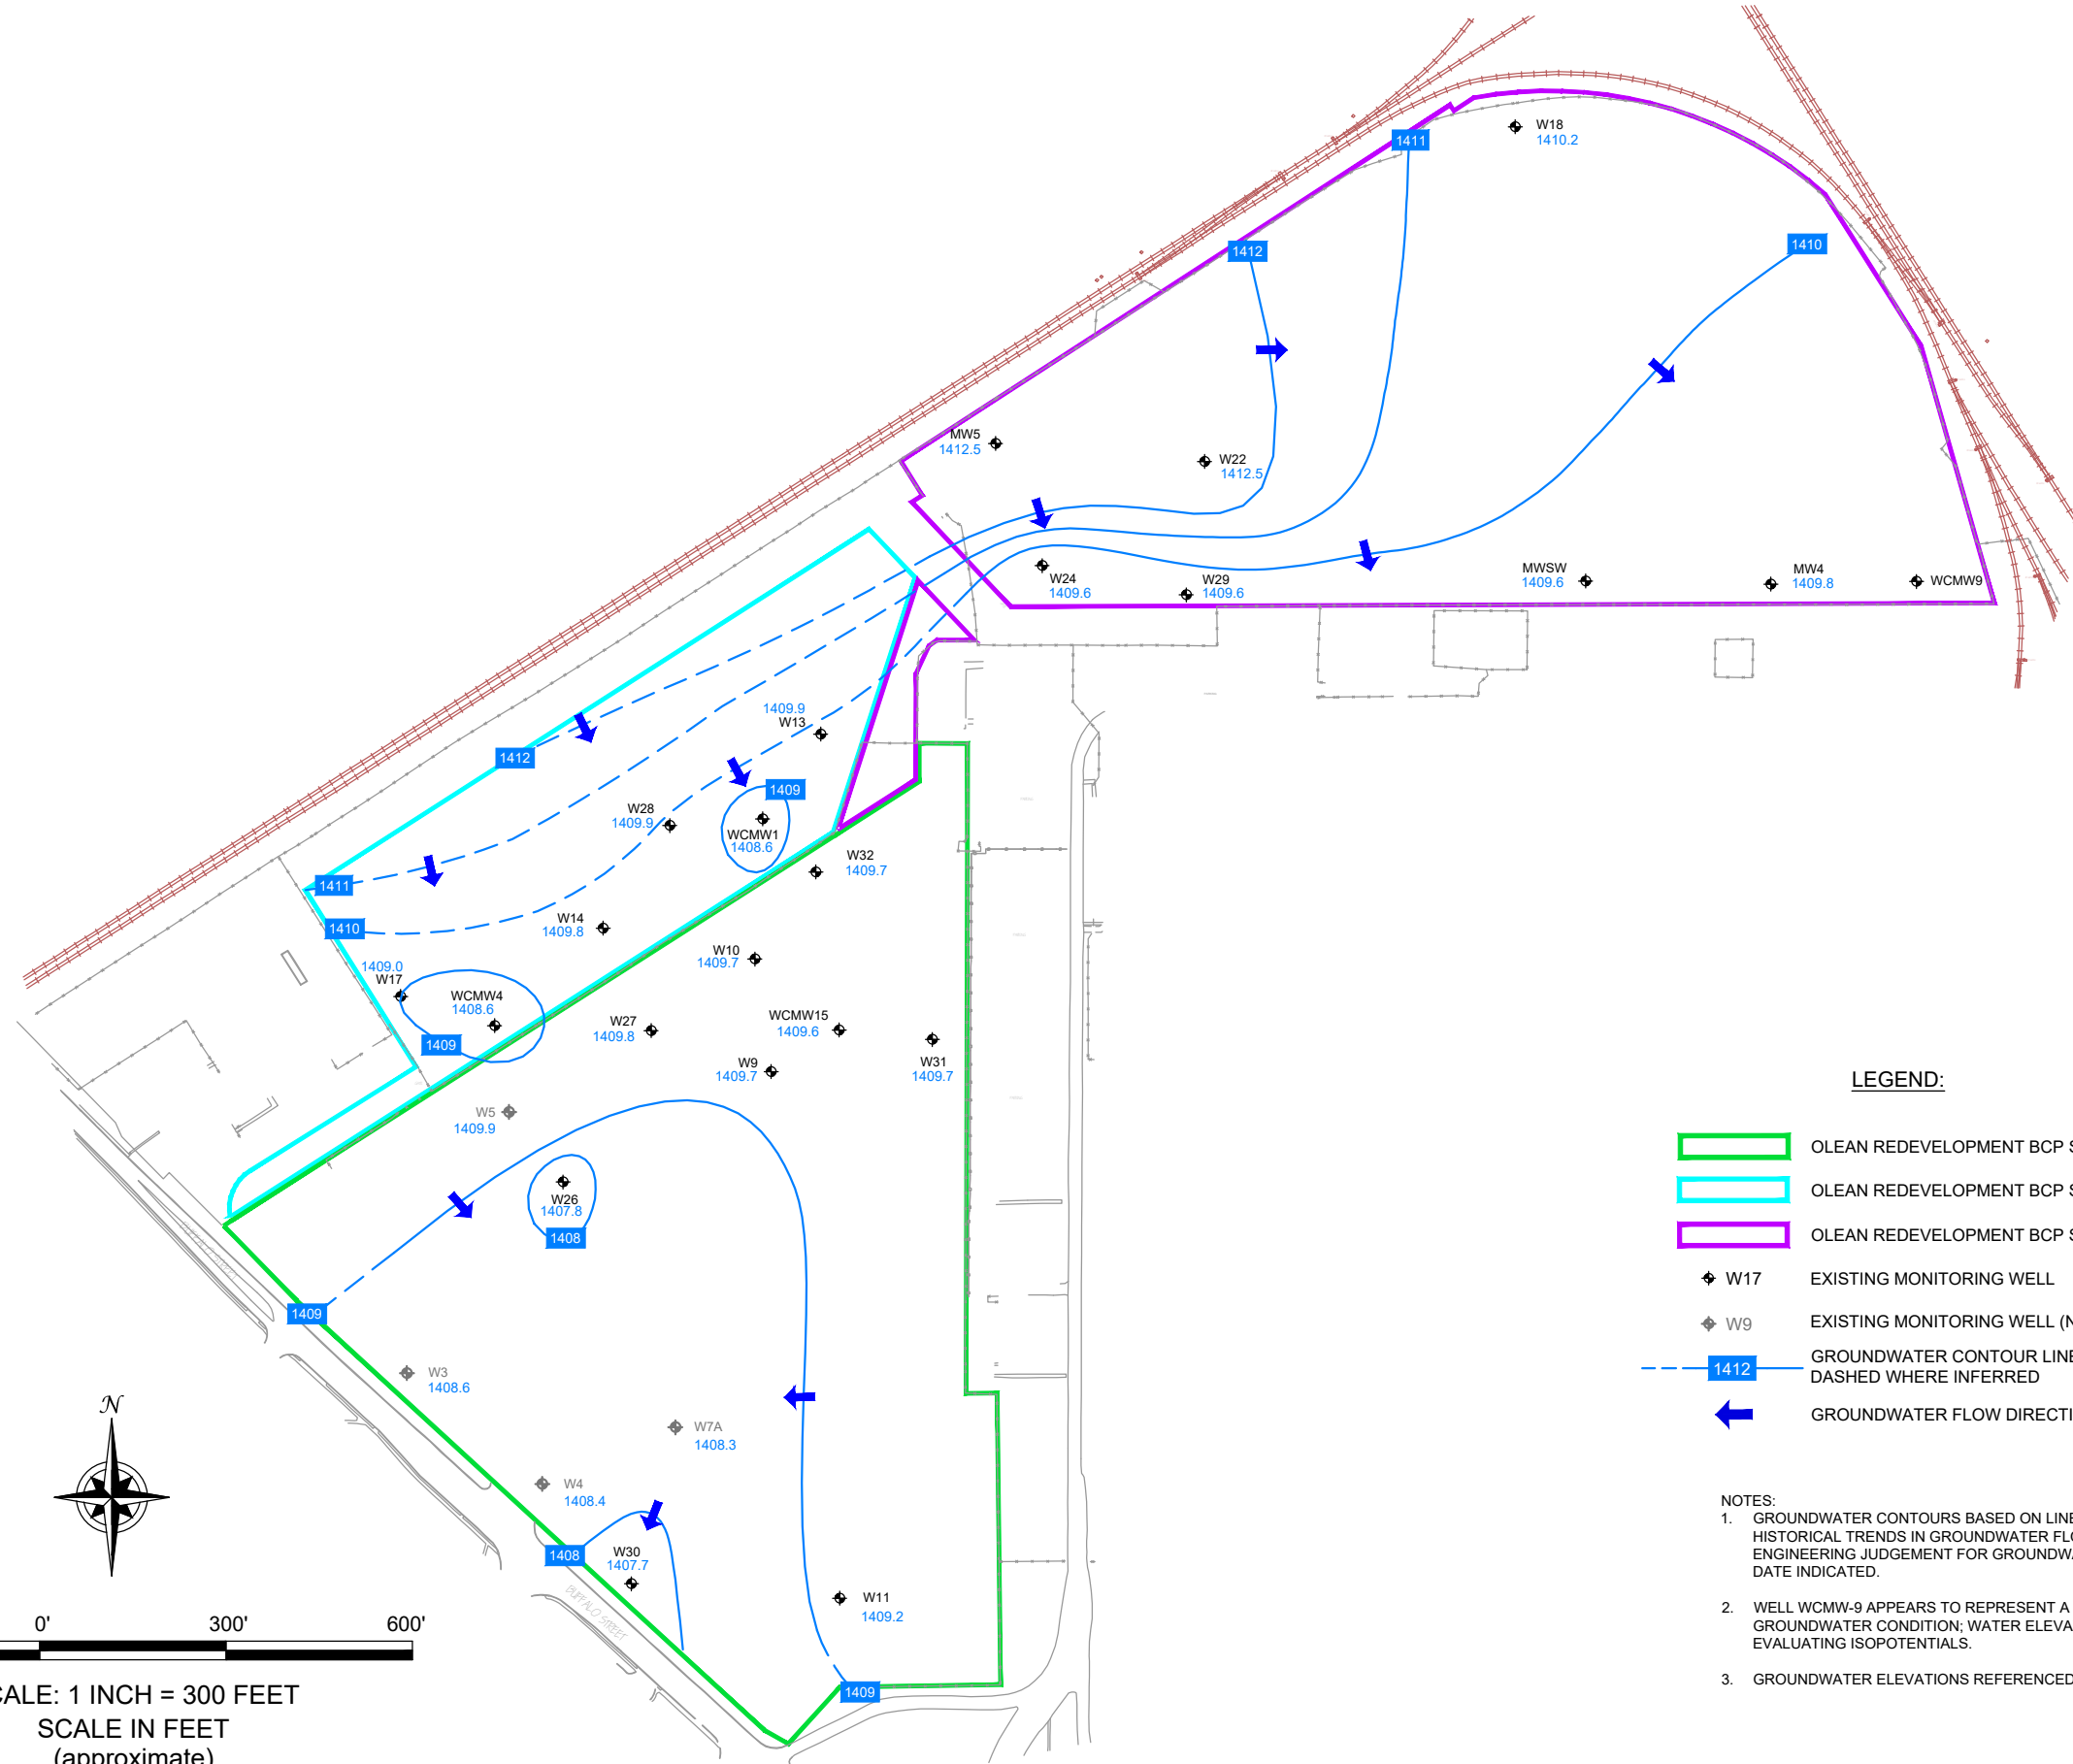 W18
1410.2
1411
1412
1410
MW5
1412.5
W22
1412.5
W24
1409.6
W29
1409.6
MWSW
1409.6
MW4
1409.8
WCMW9
1409.9
W13
1412
1409
W28
1409.9
WCMW1
1408.6
W32
1409.7
1411
1410
W14
1409.8
W10
1409.7
1409.0
W17
WCMW4
1408.6
1409
W27
1409.8
WCMW15
1409.6
W31
1409.7
W9
1409.7
W5
1409.9
W26
1407.8
1408
1409
W3
1408.6
W7A
1408.3
W4
1408.4
1408
W30
1407.7
BUFFALO STREET
W11
1409.2
1409
N
0' 300' 600'
CALE: 1 INCH = 300 FEET
SCALE IN FEET
(approximate)
LEGEND:
OLEAN REDEVELOPMENT BCP S
OLEAN REDEVELOPMENT BCP S
OLEAN REDEVELOPMENT BCP S
W17 EXISTING MONITORING WELL
W9 EXISTING MONITORING WELL (N
1412 GROUNDWATER CONTOUR LINE
DASHED WHERE INFERRED
GROUNDWATER FLOW DIRECTI
NOTES:
1. GROUNDWATER CONTOURS BASED ON LINE
HISTORICAL TRENDS IN GROUNDWATER FLO
ENGINEERING JUDGEMENT FOR GROUNDWA
DATE INDICATED.
2. WELL WCMW-9 APPEARS TO REPRESENT A
GROUNDWATER CONDITION; WATER ELEVA
EVALUATING ISOPOTENTIALS.
3. GROUNDWATER ELEVATIONS REFERENCED